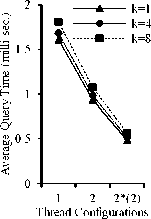 Average Query Time (milli sec.)
2
1.5
1
0.5
0
k=1
k=4
k=8
1 2 2*(2)
Thread Configurations